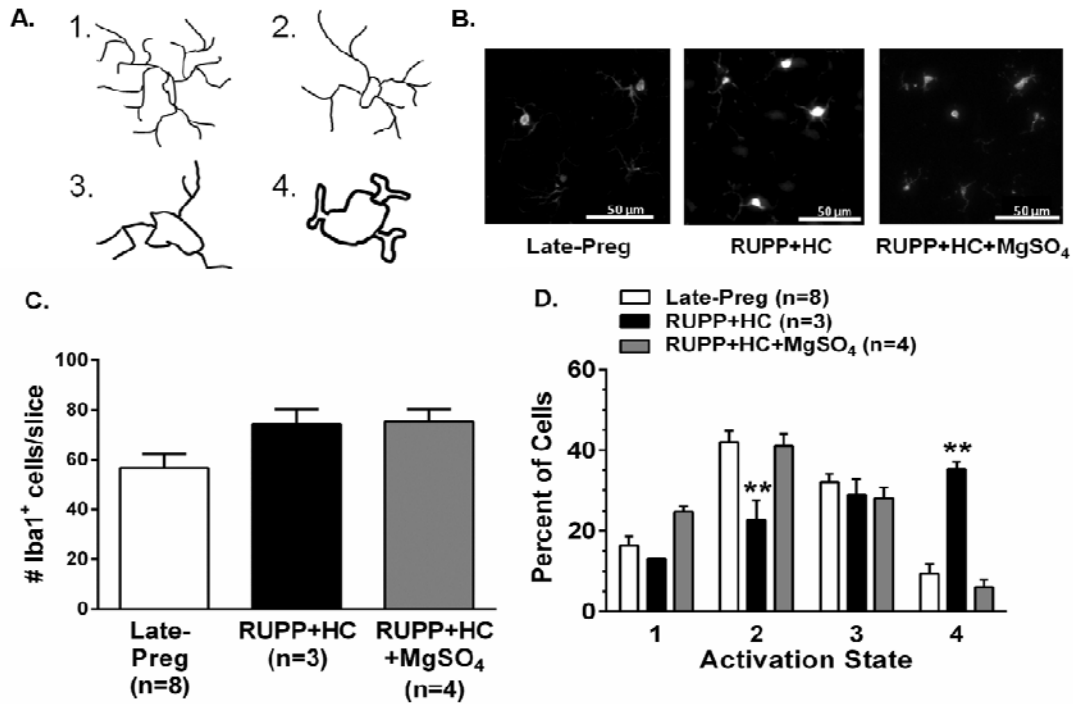 A.
1.
2.
3.
4.
B.
50 µm
50 µm
50 µm
Late-Preg
RUPP+HC
RUPP+HC+MgSO₄
C.
# Iba1⁺ cells/slice
100
80
60
40
20
0
Late-
Preg
(n=8)
RUPP+HC
(n=3)
RUPP+HC
+MgSO₄
(n=4)
D.
Late-Preg (n=8)
RUPP+HC (n=3)
RUPP+HC+MgSO₄ (n=4)
Percent of Cells
60
40
20
0
**
**
1 2 3 4
Activation State